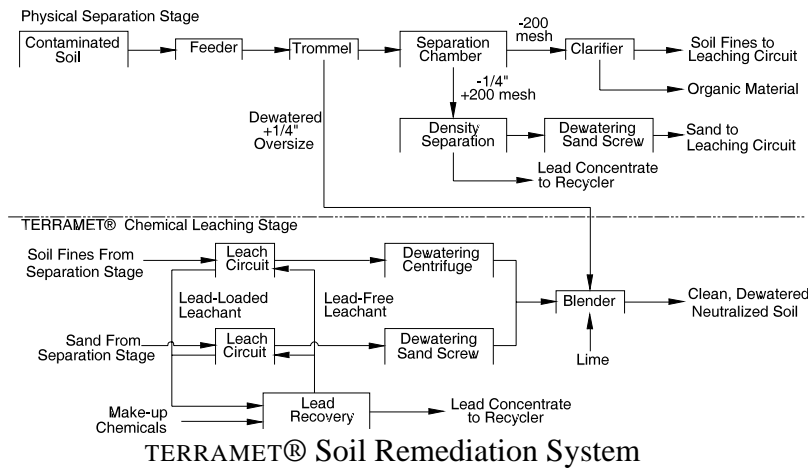 Physical Separation Stage
Contaminated
Soil
Feeder
Trommel
Separation
Chamber
-200
mesh
Clarifier
Soil Fines to
Leaching Circuit
Organic Material
-1/4"
+200 mesh
Dewatered
+1/4"
Oversize
Density
Separation
Dewatering
Sand Screw
Sand to
Leaching Circuit
Lead Concentrate
to Recycler
TERRAMET® Chemical Leaching Stage
Soil Fines From
Separation Stage
Leach
Circuit
Dewatering
Centrifuge
Lead-Loaded
Leachant
Lead-Free
Leachant
Blender
Clean, Dewatered
Neutralized Soil
Sand From
Separation Stage
Leach
Circuit
Dewatering
Sand Screw
Lime
Make-up
Chemicals
Lead
Recovery
Lead Concentrate
to Recycler
TERRAMET® Soil Remediation System